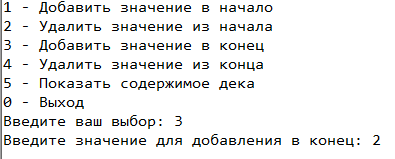 1 - Добавить значение в начало
2 - Удалить значение из начала
3 - Добавить значение в конец
4 - Удалить значение из конца
5 - Показать содержимое дека
0 - Выход
Введите ваш выбор: 3
Введите значение для добавления в конец: 2